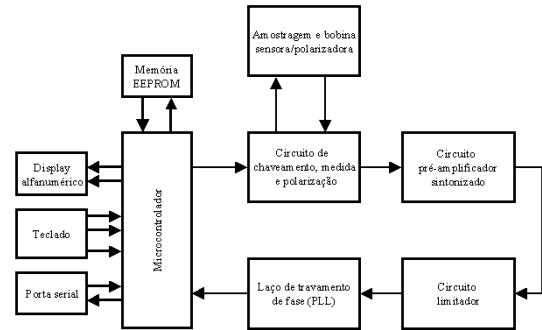 Amostragem e bobina
sensora/polarizadora
Memória
EEPROM
Display
alfanumérico
Teclado
Porta serial
Microcontrolador
Circuito de
chaveamento, medida
e polarização
Circuito
pré-amplificador
sintonizado
Laço de travamento
de fase (PLL)
Circuito
limitador